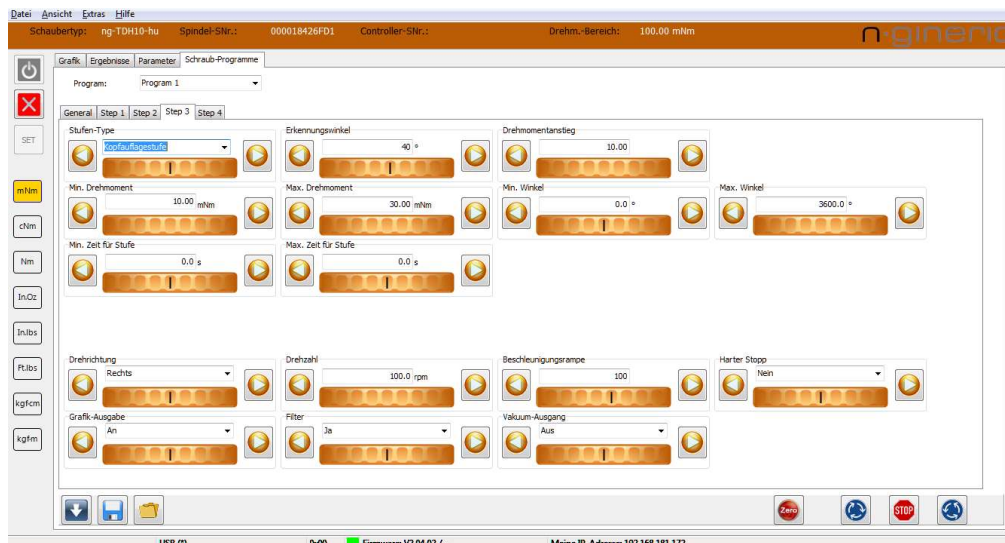 Datei Ansicht Extras Hilfe
Schaubertyp: ng-TDH10-hu Spindel-SNr.: 000018426FD1 Controller-SNr.: Drehm.-Bereich: 100.00 mNm n-gineric
Grafik Ergebnisse Parameter Schraub-Programme
Program: Program 1
General Step 1 Step 2 Step 3 Step 4
SET
mNm
cNm
Nm
In.Oz
In.lbs
Ft.lbs
kgfcm
kgfm
Stufen-Type Erkennungswinkel Drehmomentanstieg
Kopfauflagestufe 40 ° 10.00
Min. Drehmoment Max. Drehmoment Min. Winkel Max. Winkel
10.00 mNm 30.00 mNm 0.0 ° 3600.0 °
Min. Zeit für Stufe Max. Zeit für Stufe
0.0 s 0.0 s
Drehrichtung Drehzahl Beschleunigungsrampe Harter Stopp
Rechts 100.0 rpm 100 Nein
Grafik-Ausgabe Filter Vakuum-Ausgang
An Ja Aus
Zero STOP